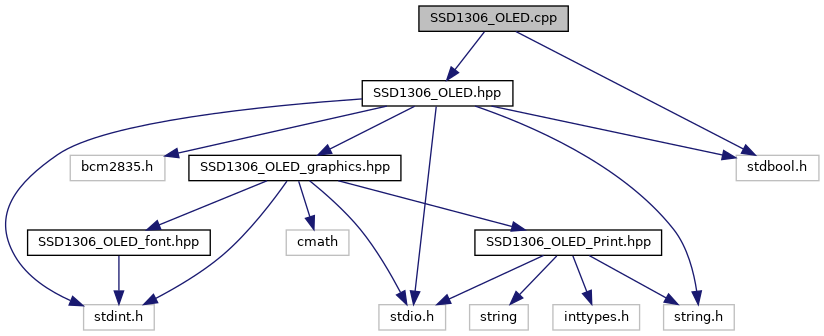 SSD1306_OLED.cpp
SSD1306_OLED.hpp
bcm2835.h
SSD1306_OLED_graphics.hpp
stdbool.h
SSD1306_OLED_font.hpp
cmath
SSD1306_OLED_Print.hpp
stdint.h
stdio.h
string
inttypes.h
string.h